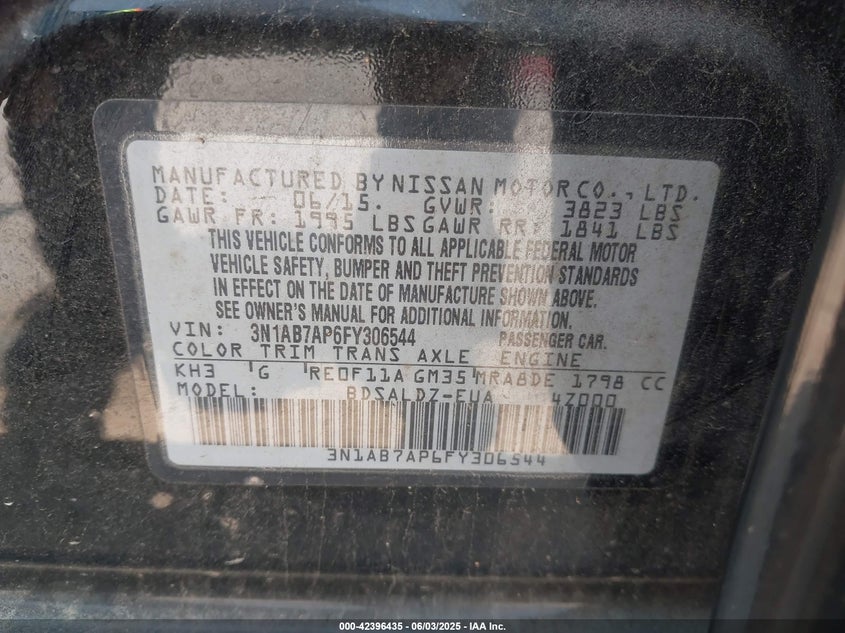 MANUFACTURED BY NISSAN MOTOR CO., LTD.
DATE: 06/15. GVWR: 3823 LBS
GAWR FR: 1995 LBS GAWR RR: 1841 LBS
THIS VEHICLE CONFORMS TO ALL APPLICABLE FEDERAL MOTOR
VEHICLE SAFETY, BUMPER AND THEFT PREVENTION STANDARDS
IN EFFECT ON THE DATE OF MANUFACTURE SHOWN ABOVE.
SEE OWNER'S MANUAL FOR ADDITIONAL INFORMATION.
VIN: 3N1AB7AP6FY306544 PASSENGER CAR.
COLOR TRIM TRANS AXLE ENGINE
KH3 G RE0F11A GM35 MRA8DE 1798 CC
MODEL: BDSALDZ-EUA 4Z000
3N1AB7AP6FY306544
000-42396435 - 06/03/2025 - IAA Inc.